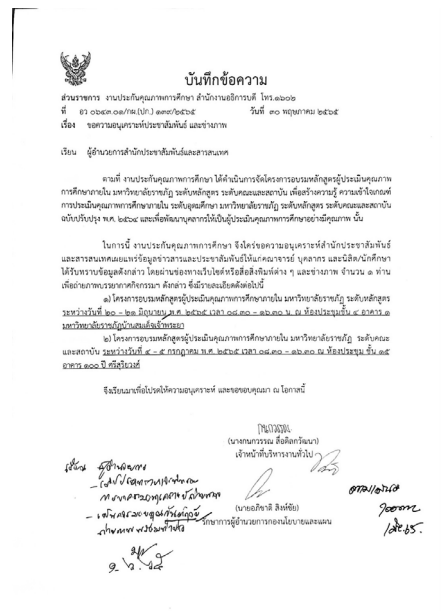 บันทึกข้อความ
ส่วนราชการ งานประกันคุณภาพการศึกษา สำนักงานอธิการบดี โทร.๑๖๐๒
ที่ อว ๐๖๔๓.๐๑/กผ.(ปก.) ๑๓๙/๒๕๖๕ วันที่ ๓๐ พฤษภาคม ๒๕๖๕
เรื่อง ขอความอนุเคราะห์ประชาสัมพันธ์ และช่างภาพ
เรียน ผู้อำนวยการสำนักประชาสัมพันธ์และสารสนเทศ
ตามที่ งานประกันคุณภาพการศึกษา ได้ดำเนินการจัดโครงการอบรมหลักสูตรผู้ประเมินคุณภาพ
การศึกษาภายใน มหาวิทยาลัยราชภัฏ ระดับหลักสูตร ระดับคณะและสถาบัน เพื่อสร้างความรู้ ความเข้าใจเกณฑ์
การประเมินคุณภาพการศึกษาภายใน ระดับอุดมศึกษา มหาวิทยาลัยราชภัฏ ระดับหลักสูตร ระดับคณะและสถาบัน
ฉบับปรับปรุง พ.ศ. ๒๕๖๔ และเพื่อพัฒนาบุคลากรให้เป็นผู้ประเมินคุณภาพการศึกษาอย่างมีคุณภาพ นั้น
ในการนี้ งานประกันคุณภาพการศึกษา จึงใคร่ขอความอนุเคราะห์สำนักประชาสัมพันธ์
และสารสนเทศเผยแพร่ข้อมูลข่าวสารและประชาสัมพันธ์ให้แก่คณาจารย์ บุคลากร และนิสิต/นักศึกษา
ได้รับทราบข้อมูลดังกล่าว โดยผ่านช่องทางเว็บไซต์หรือสื่อสิ่งพิมพ์ต่าง ๆ และช่างภาพ จำนวน ๑ ท่าน
เพื่อถ่ายภาพบรรยากาศกิจกรรมฯ ดังกล่าว ซึ่งมีรายละเอียดดังต่อไปนี้
๑) โครงการอบรมหลักสูตรผู้ประเมินคุณภาพการศึกษาภายใน มหาวิทยาลัยราชภัฏ ระดับหลักสูตร
ระหว่างวันที่ ๒๐ – ๒๑ มิถุนายน พ.ศ. ๒๕๖๕ เวลา ๐๘.๓๐ – ๑๖.๓๐ น. ณ ห้องประชุมชั้น ๔ อาคาร ๑
มหาวิทยาลัยราชภัฏบ้านสมเด็จเจ้าพระยา
๒) โครงการอบรมหลักสูตรผู้ประเมินคุณภาพการศึกษาภายใน มหาวิทยาลัยราชภัฏ ระดับคณะ
และสถาบัน ระหว่างวันที่ ๔ – ๕ กรกฎาคม พ.ศ. ๒๕๖๕ เวลา ๐๘.๓๐ – ๑๖.๓๐ ณ ห้องประชุม ชั้น ๑๕
อาคาร ๑๐๐ ปี ศรีสุริยวงศ์
จึงเรียนมาเพื่อโปรดให้ความอนุเคราะห์ และขอขอบคุณมา ณ โอกาสนี้
(นางกนกวรรณ สื่อดิลกวัฒนา)
เจ้าหน้าที่บริหารงานทั่วไป
(นายอภิชาติ สิงห์ชัย)
รักษาการผู้อำนวยการกองนโยบายและแผน